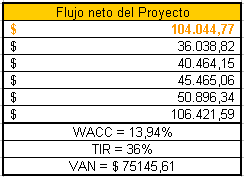 Flujo neto del Proyecto
$ 104.044,77
$ 36.038,82
$ 40.464,15
$ 45.465,06
$ 50.896,34
$ 106.421,59
WACC = 13,94%
TIR = 36%
VAN = $ 75145,61